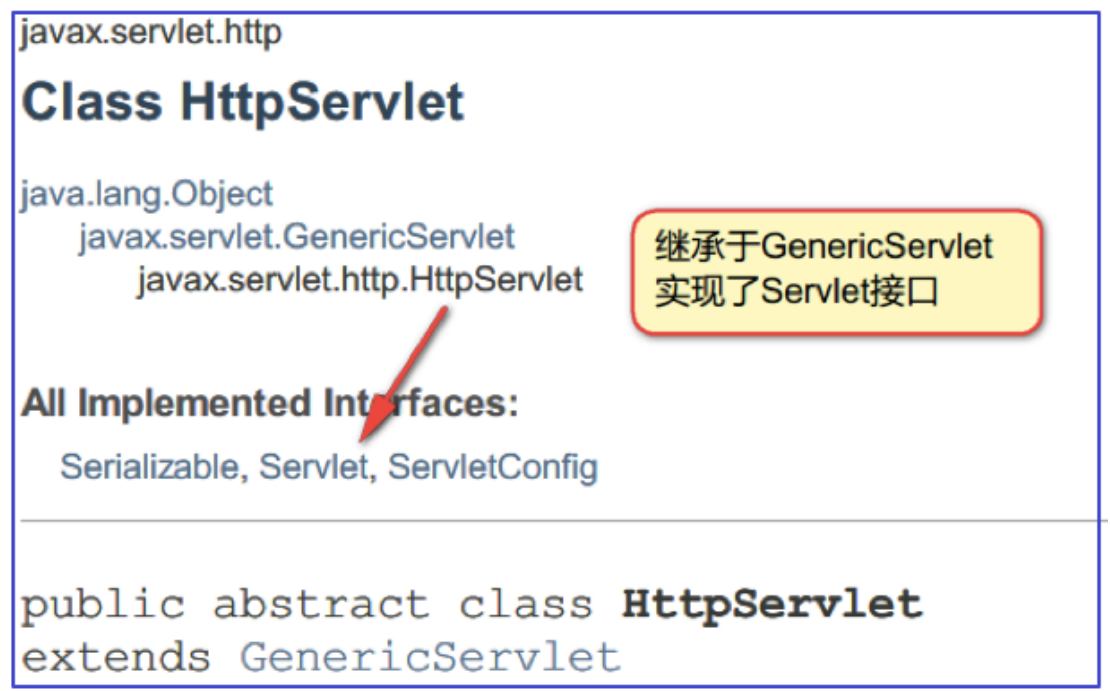 javax.servlet.http
Class HttpServlet
java.lang.Object
javax.servlet.GenericServlet
javax.servlet.http.HttpServlet
继承于GenericServlet
实现了Servlet接口
All Implemented Interfaces:
Serializable, Servlet, ServletConfig
public abstract class HttpServlet
extends GenericServlet